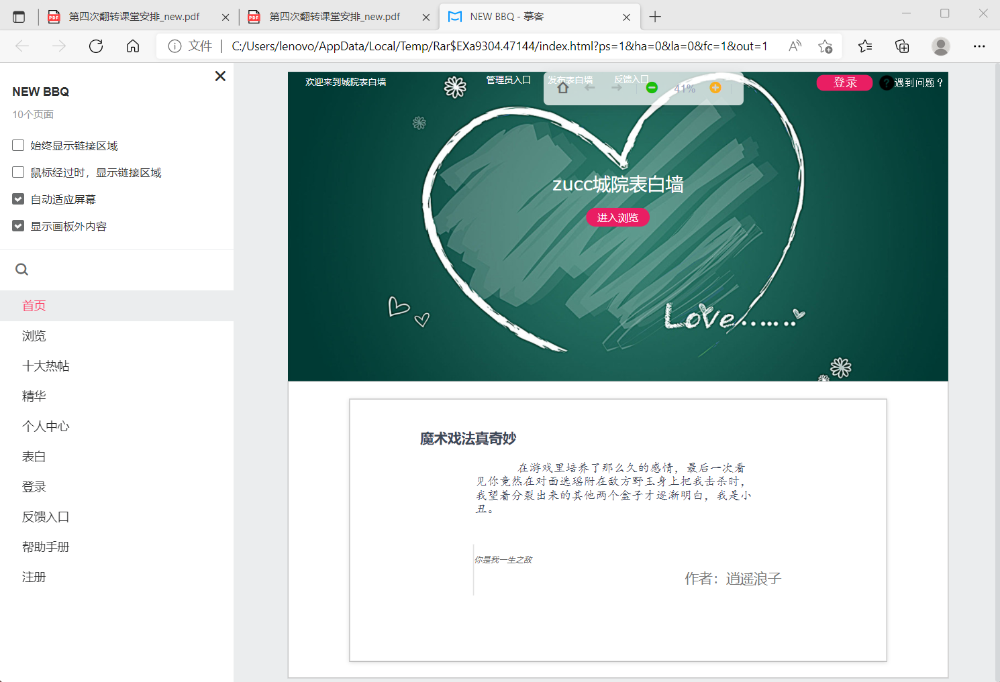 第四次翻转课堂安排_new.pdf
第四次翻转课堂安排_new.pdf
NEW BBQ - 摹客
文件
C:/Users/lenovo/AppData/Local/Temp/Rar$EXa9304.47144/index.html?ps=1&ha=0&la=0&fc=1&out=1
NEW BBQ
10个页面
始终显示链接区域
鼠标经过时，显示链接区域
自动适应屏幕
显示画板外内容
首页
浏览
十大热帖
精华
个人中心
表白
登录
反馈入口
帮助手册
注册
欢迎来到城院表白墙
管理员入口
发布表白墙
反馈入口
41%
登录
?
遇到问题？
zucc城院表白墙
进入浏览
Love......
魔术戏法真奇妙
在游戏里培养了那么久的感情，最后一次看
见你竟然在对面选瑶附在敌方野王身上把我击杀时，
我望着分裂出来的其他两个盒子才逐渐明白，我是小
丑。
你是我一生之敌
作者：逍遥浪子